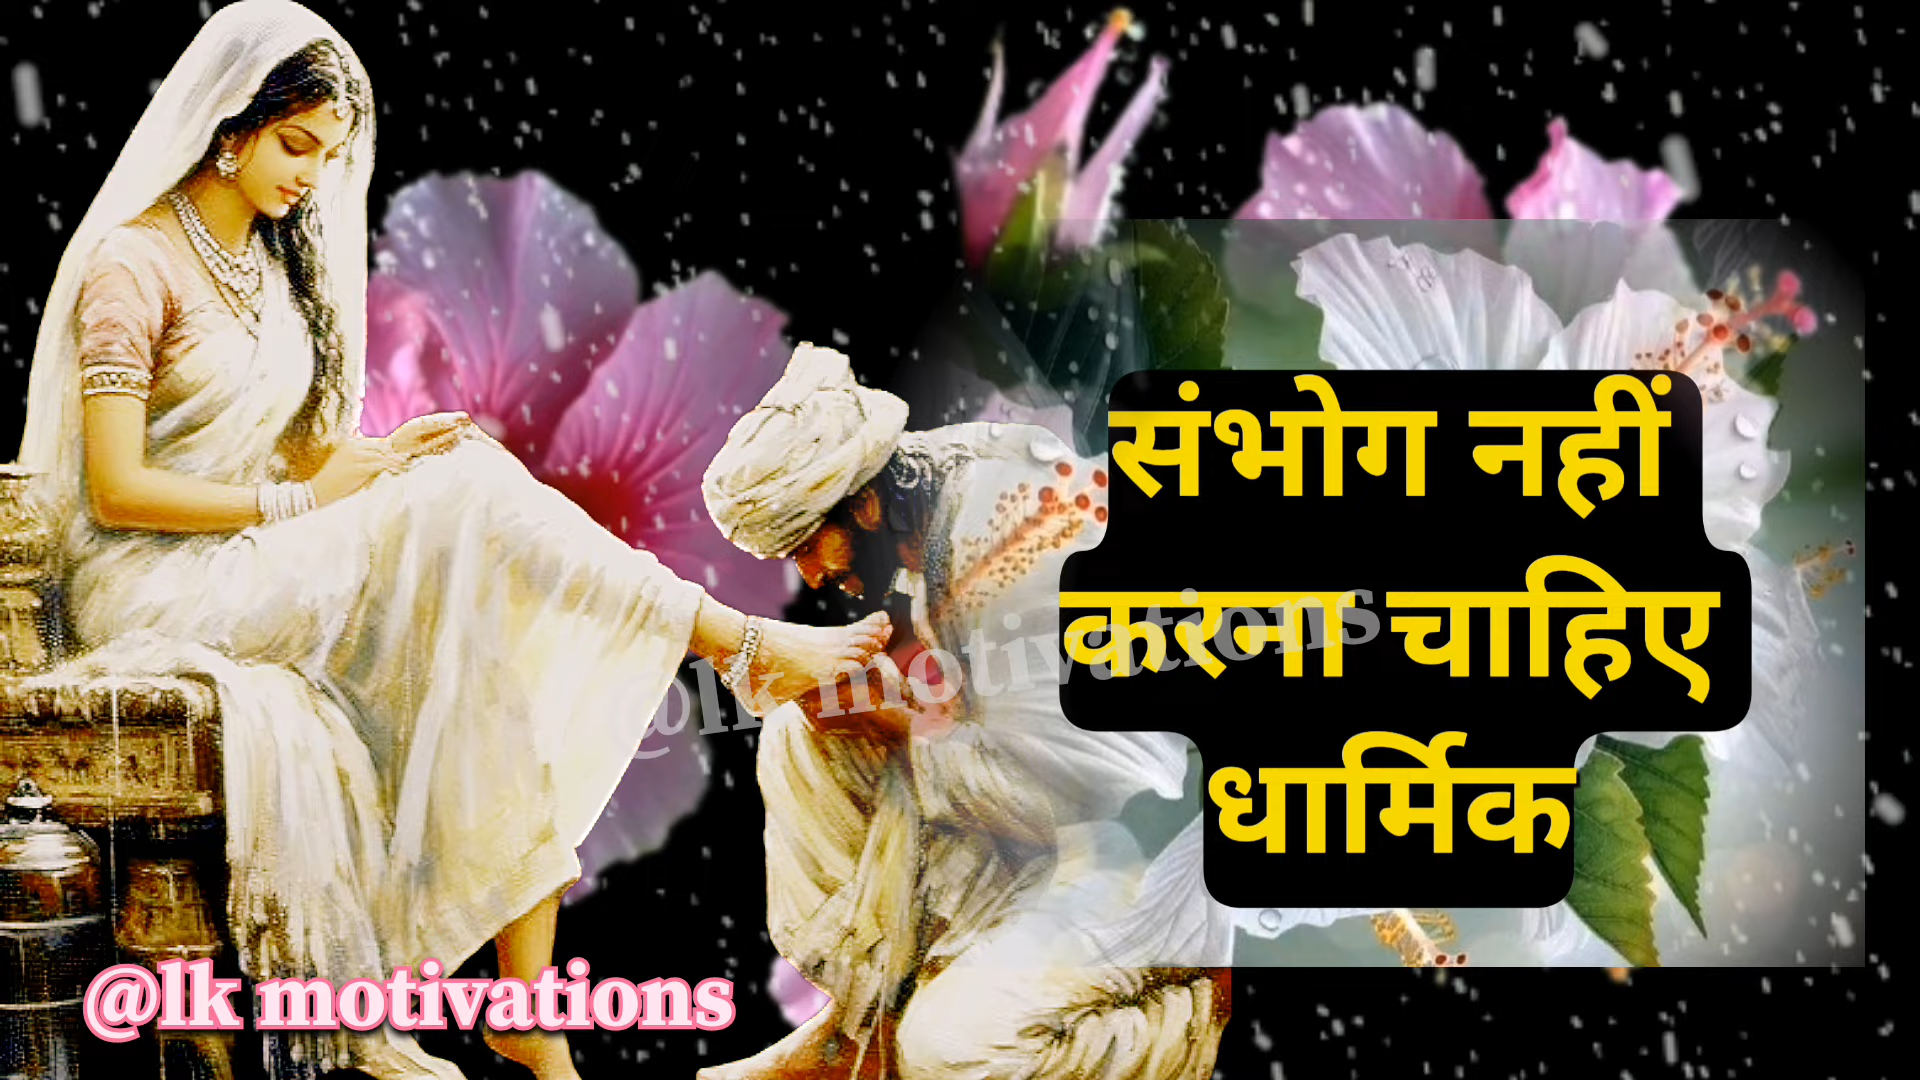 संभोग नहीं
करना चाहिए
धार्मिक
@lk motivations
@lk motivations